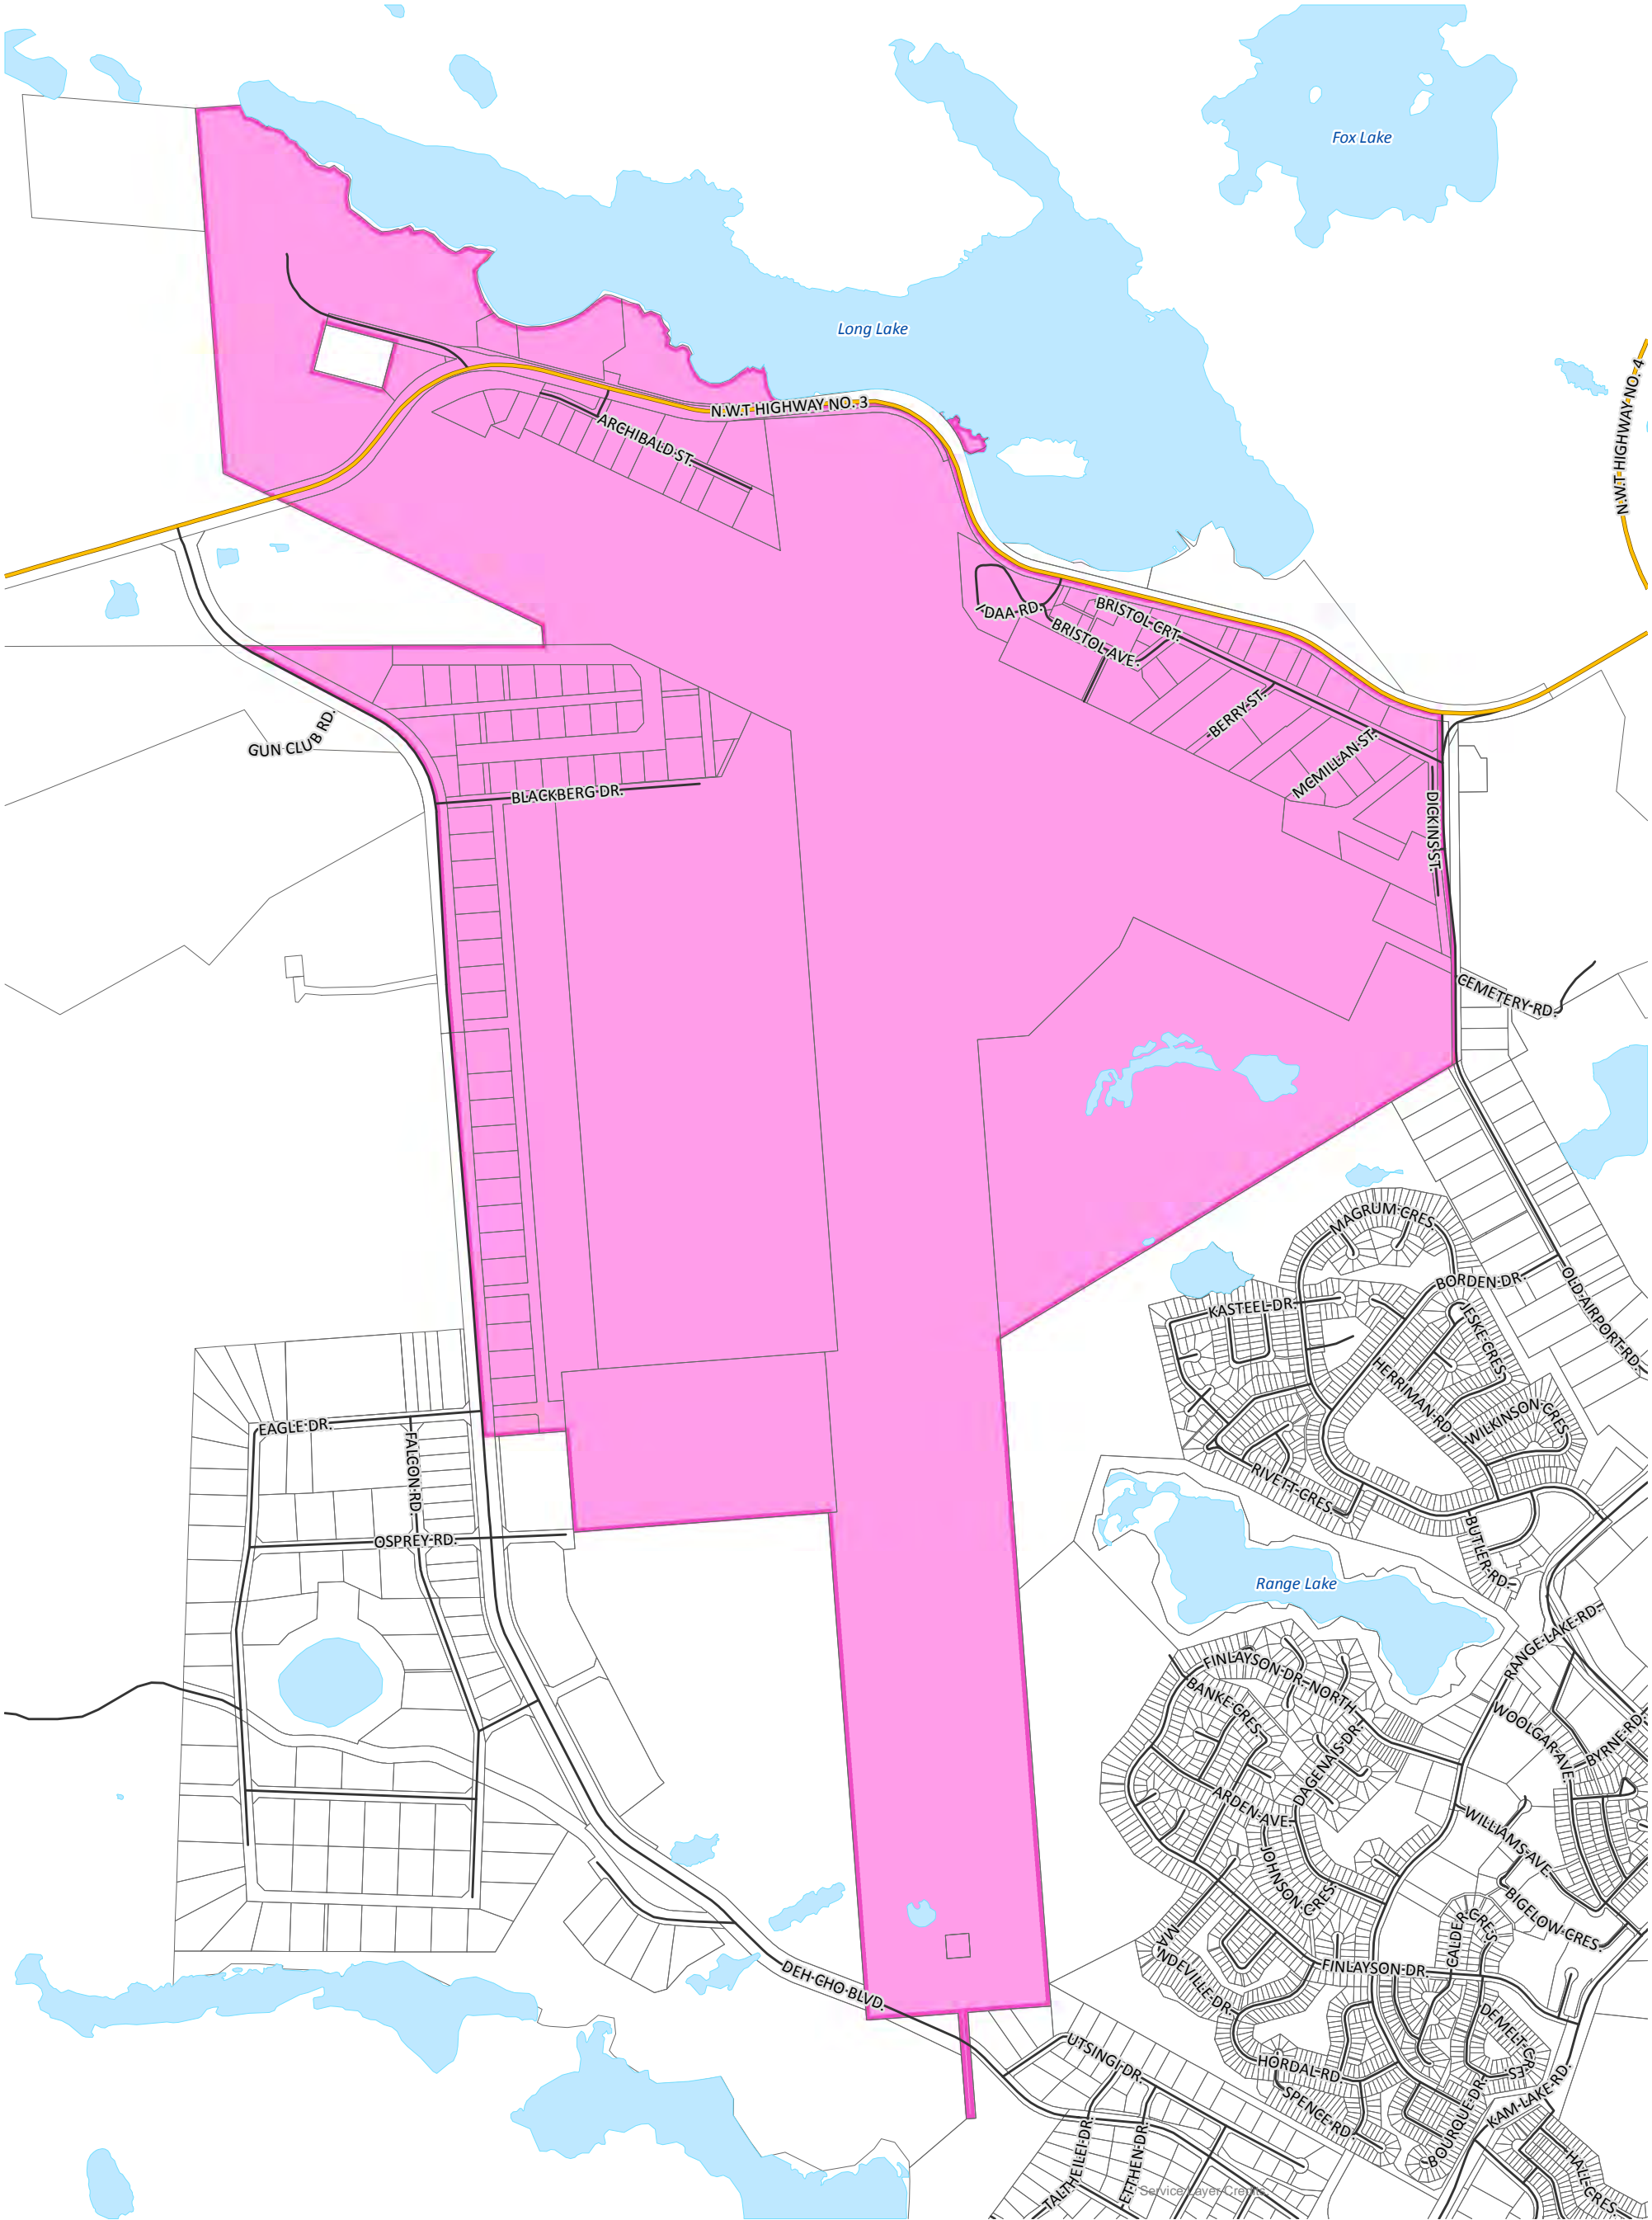 Fox Lake
Long Lake
N.W.T HIGHWAY NO. 4
N.W.T HIGHWAY NO. 3
ARCHIBALD ST.
YDAA RD.
BRISTOL CRT.
BRISTOL AVE.
BERRY ST.
MCMILLAN ST.
DICKINS ST.
GUN CLUB RD.
BLACKBERG DR.
CEMETERY RD.
MAGRUM CRES.
BORDEN DR.
KASTEEL DR.
JESKE CRES.
OLD AIRPORT RD.
HERRIMAN RD.
WILKINSON CRES.
EAGLE DR.
FALCON RD.
RIVETT CRES.
OSPREY RD.
BUTLER RD.
Range Lake
RANGE LAKE RD.
FINLAYSON DR. NORTH
BANKE CRES.
WOOLGAR AVE.
BYRNE RD.
DAGENAIS DR.
ARDEN AVE.
WILLIAMS AVE.
JOHNSON CRES.
BIGELOW CRES.
CALDER CRES.
MANDEVILLE DR.
FINLAYSON DR.
DEH CHO BLVD.
DEMELT CRES.
UTSINGI DR.
HORDAL RD.
SPENCE RD.
BOURQUE DR.
KAM LAKE RD.
TALTHEILEI DR.
ETTHEN DR.
HALL CRES.
Service Layer Credits: